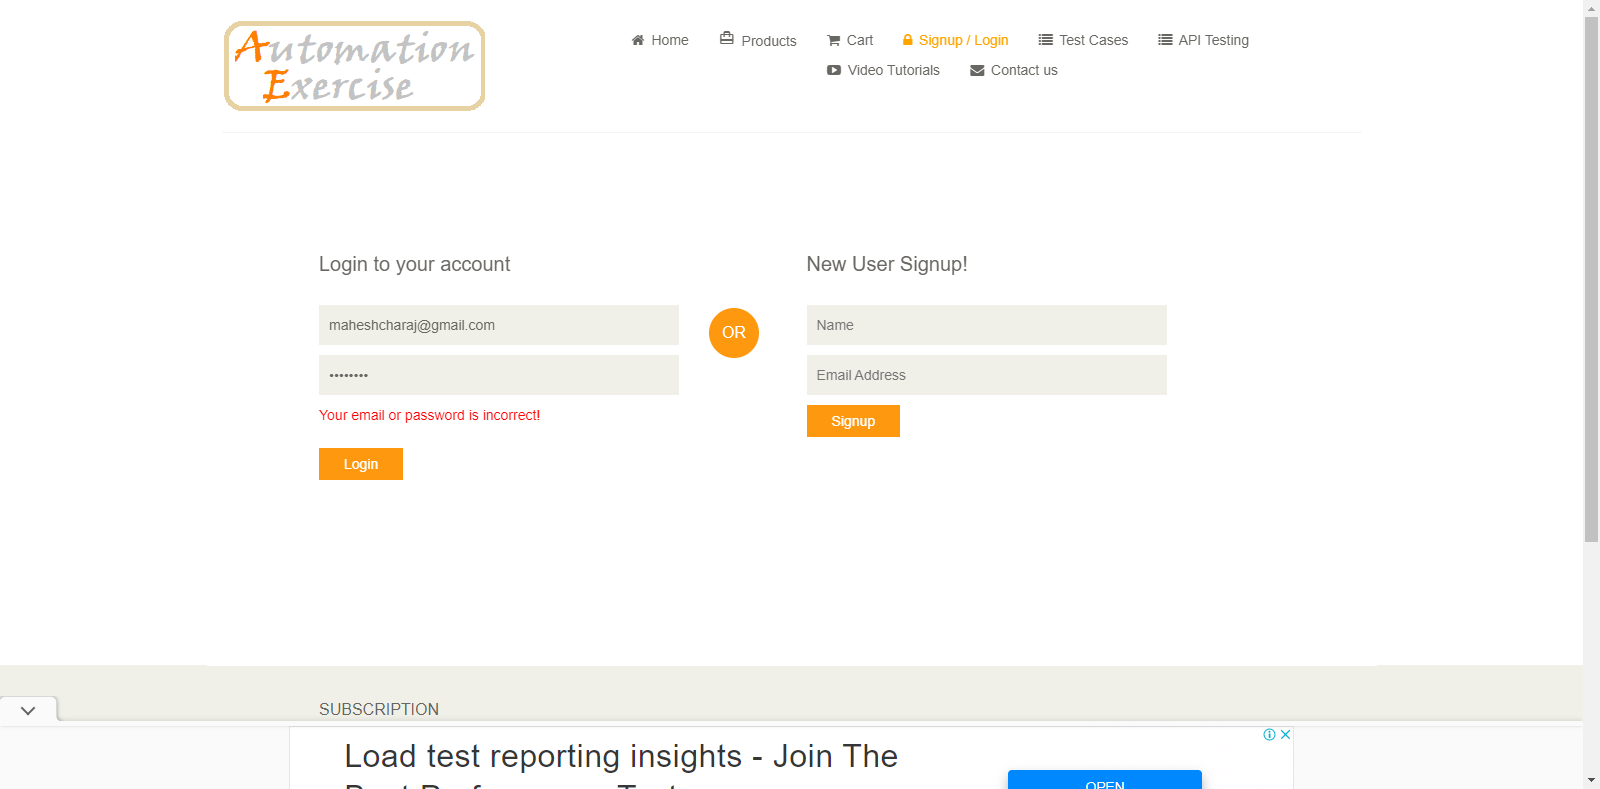 Automation
Exercise
Home
Products
Cart
Signup / Login
Test Cases
API Testing
Video Tutorials
Contact us
Login to your account
maheshcharaj@gmail.com
••••••••
Your email or password is incorrect!
Login
OR
New User Signup!
Name
Email Address
Signup
SUBSCRIPTION
Load test reporting insights - Join The
OPEN